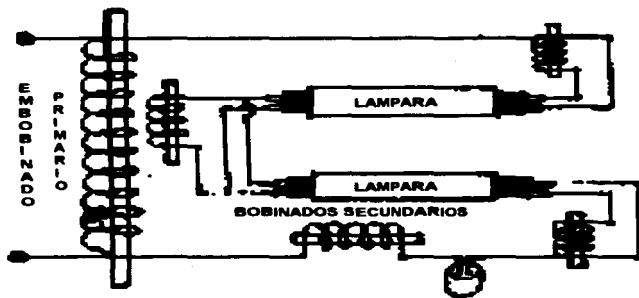 EMBOBINADO
PRIMARIO
LAMPARA
LAMPARA
BOBINADOS SECUNDARIOS